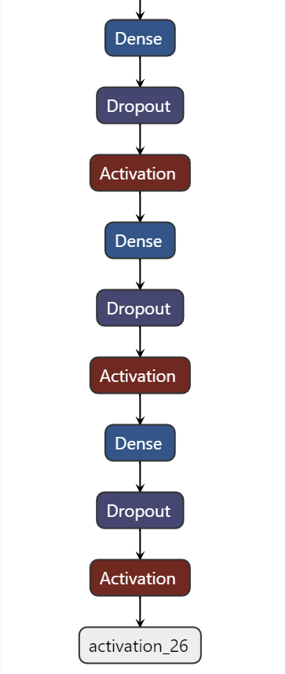 Dense
Dropout
Activation
Dense
Dropout
Activation
Dense
Dropout
Activation
activation_26